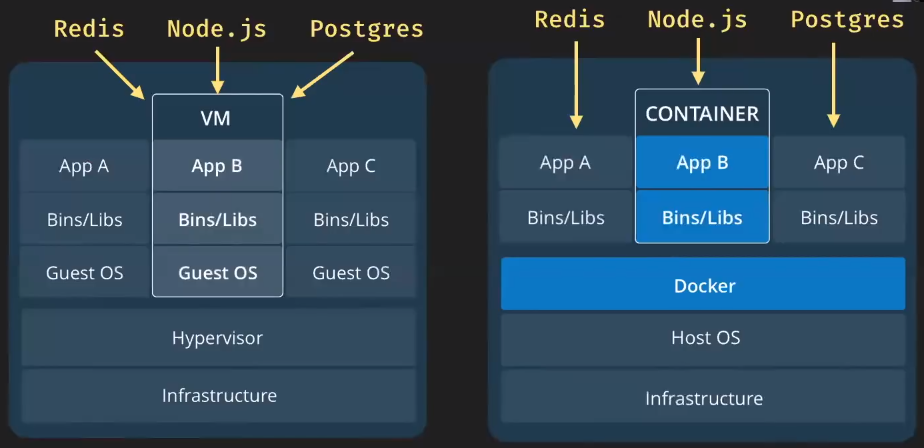 Redis Node.js Postgres
VM
App A App B App C
Bins/Libs Bins/Libs Bins/Libs
Guest OS Guest OS Guest OS
Hypervisor
Infrastructure
Redis Node.js Postgres
CONTAINER
App A App B App C
Bins/Libs Bins/Libs Bins/Libs
Docker
Host OS
Infrastructure